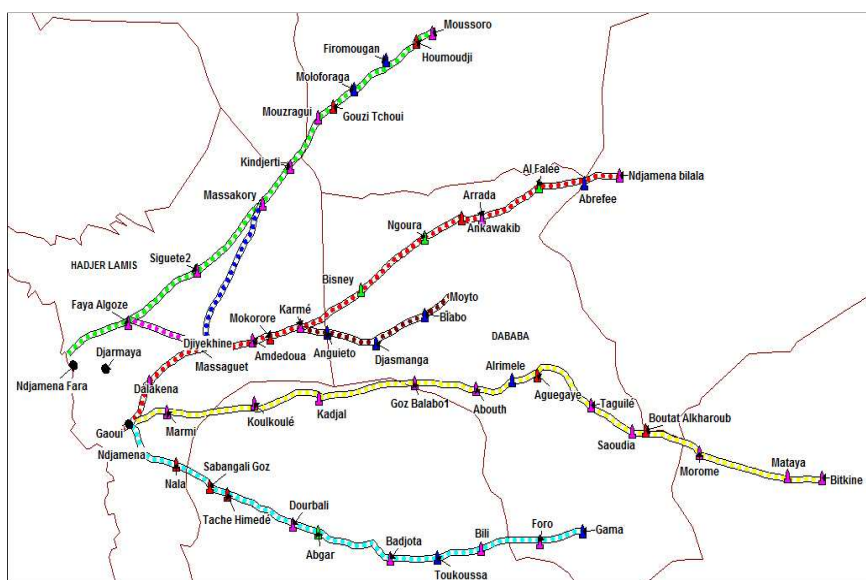 Moussoro
Firomougan
Houmoudji
Moloforaga
Mouzragui
Gouzi Tchoui
Kindjerti
Al Falee
Ndjamena bilala
Abrefee
Massakory
Arrada
Ankawakib
Ngoura
Siguete2
HADJER LAMIS
Bisney
Moyto
Faya Algoze
Karmé
Mokorore
Biabo
DABABA
Djiyekhine
Amdedoua
Anguieto
Djasmanga
Djarmaya
Massaguet
Alrimele
Ndjamena Fara
Dalakena
Aguegaye
Goz Balabo1
Abouth
Taguilé
Kadjal
Koulkoulé
Marmi
Boutat Alkharoub
Gaoui
Saoudia
Ndjamena
Morome
Mataya
Bitkine
Nala
Sabangali Goz
Tache Himedé
Dourbali
Abgar
Badjota
Toukoussa
Bili
Foro
Gama